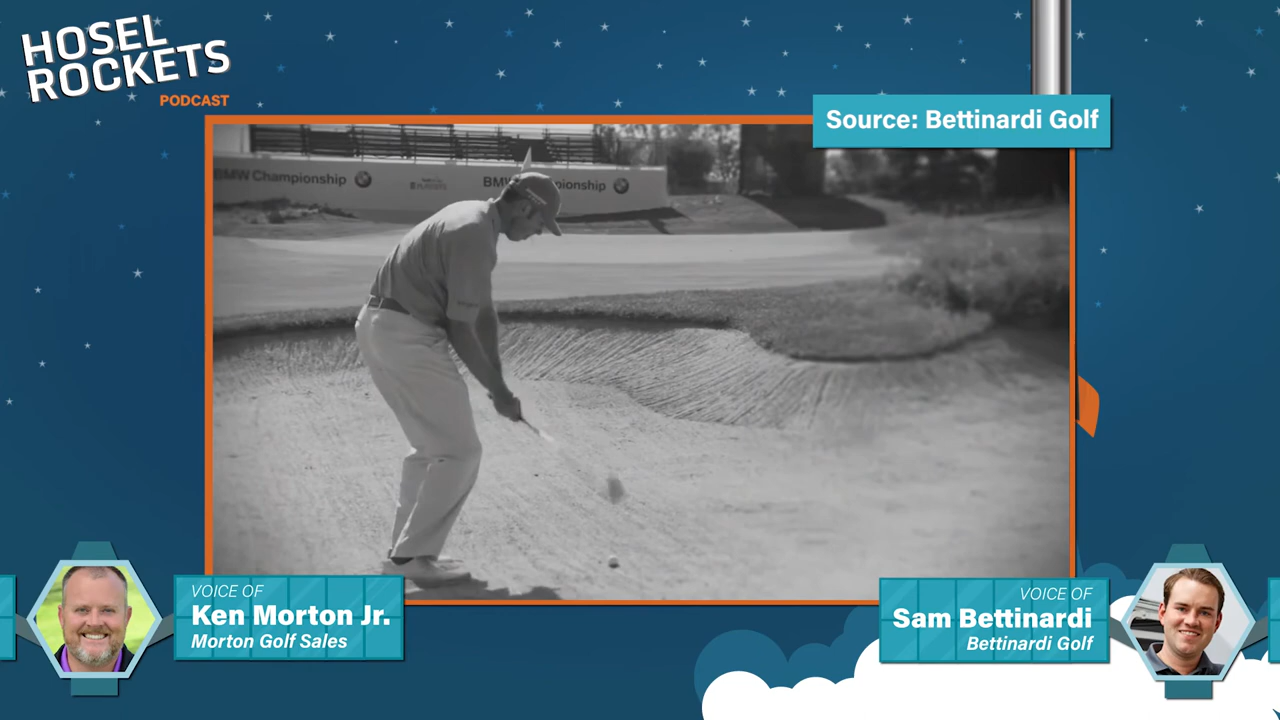 HOSEL
ROCKETS
PODCAST
Source: Bettinardi Golf
BMW Championship
BMW
VOICE OF
Ken Morton Jr.
Morton Golf Sales
VOICE OF
Sam Bettinardi
Bettinardi Golf